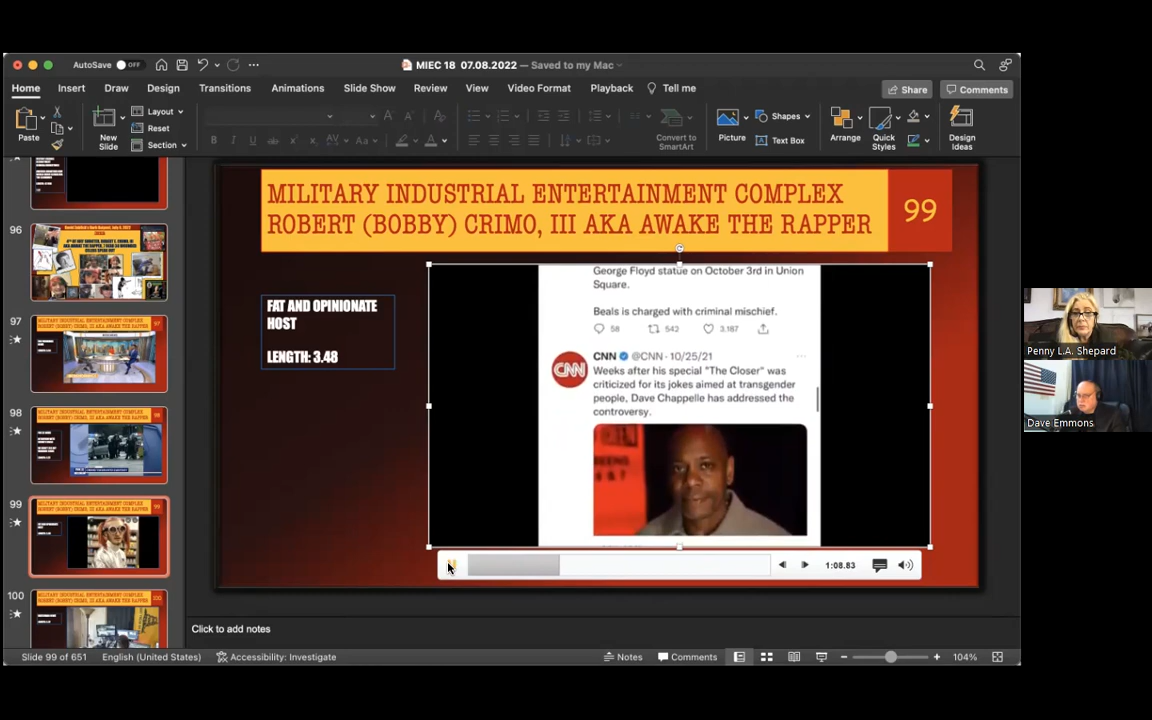 AutoSave OFF
MIEC 18 07.08.2022 — Saved to my Mac
Home Insert Draw Design Transitions Animations Slide Show Review View Video Format Playback Tell me
Share Comments
Paste
New
Slide
Layout
Reset
Section
Convert to
SmartArt
Picture
Shapes
Text Box
Arrange
Quick
Styles
Design
Ideas
96
97
98
99
100
MILITARY INDUSTRIAL ENTERTAINMENT COMPLEX
ROBERT (BOBBY) CRIMO, III AKA AWAKE THE RAPPER
99
FAT AND OPINIONATE
HOST
LENGTH: 3.48
George Floyd statue on October 3rd in Union
Square.
Beals is charged with criminal mischief.
58 542 3,187
CNN
CNN @CNN · 10/25/21
Weeks after his special "The Closer" was
criticized for its jokes aimed at transgender
people, Dave Chappelle has addressed the
controversy.
1:08.83
Click to add notes
Slide 99 of 651 English (United States) Accessibility: Investigate
Notes Comments 104%
Penny L.A. Shepard
Dave Emmons